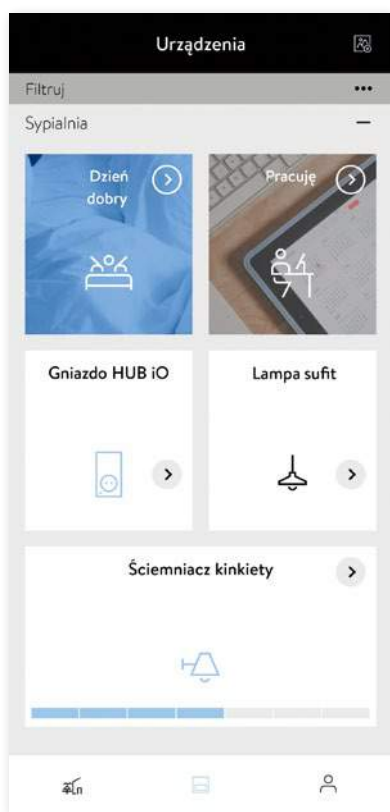 Urządzenia
Filtruj
Sypialnia
Dzień
dobry
Pracuję
Gniazdo HUB iO
Lampa sufit
Ściemniacz kinkiety